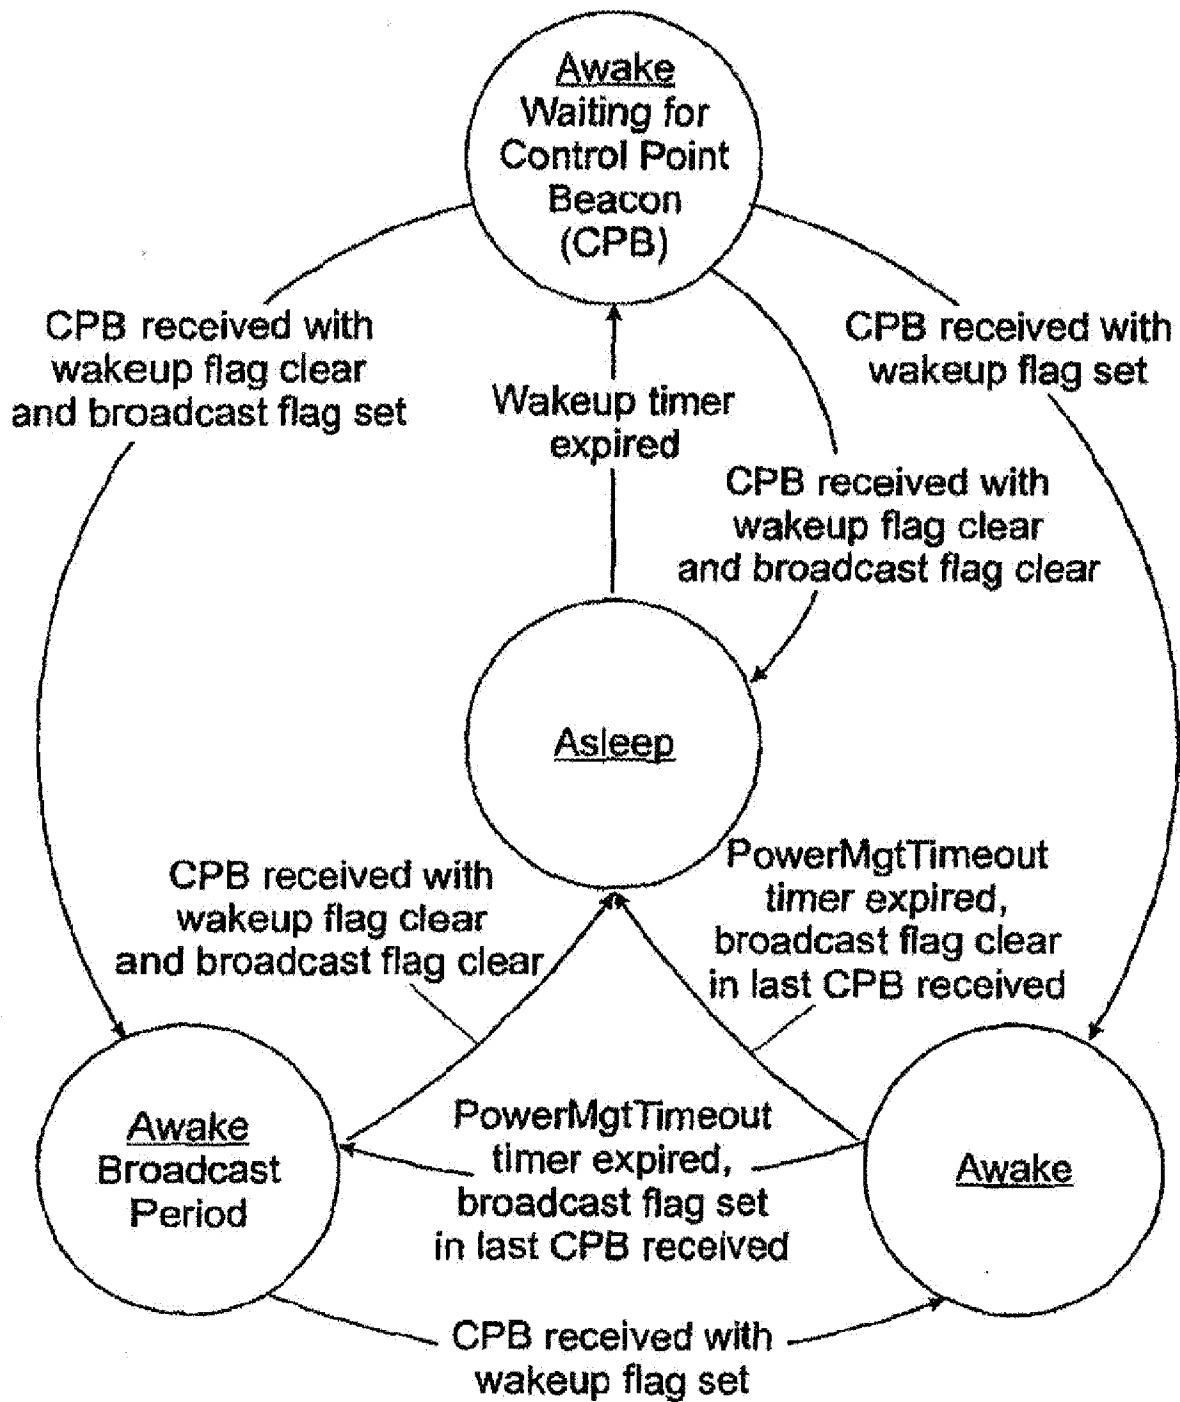 Awake
Waiting for
Control Point
Beacon
(CPB)
CPB received with
wakeup flag clear
and broadcast flag set
CPB received with
wakeup flag set
Wakeup timer
expired
CPB received with
wakeup flag clear
and broadcast flag clear
Asleep
CPB received with
wakeup flag clear
and broadcast flag clear
PowerMgtTimeout
timer expired,
broadcast flag clear
in last CPB received
Awake
Broadcast
Period
PowerMgtTimeout
timer expired,
broadcast flag set
in last CPB received
Awake
CPB received with
wakeup flag set